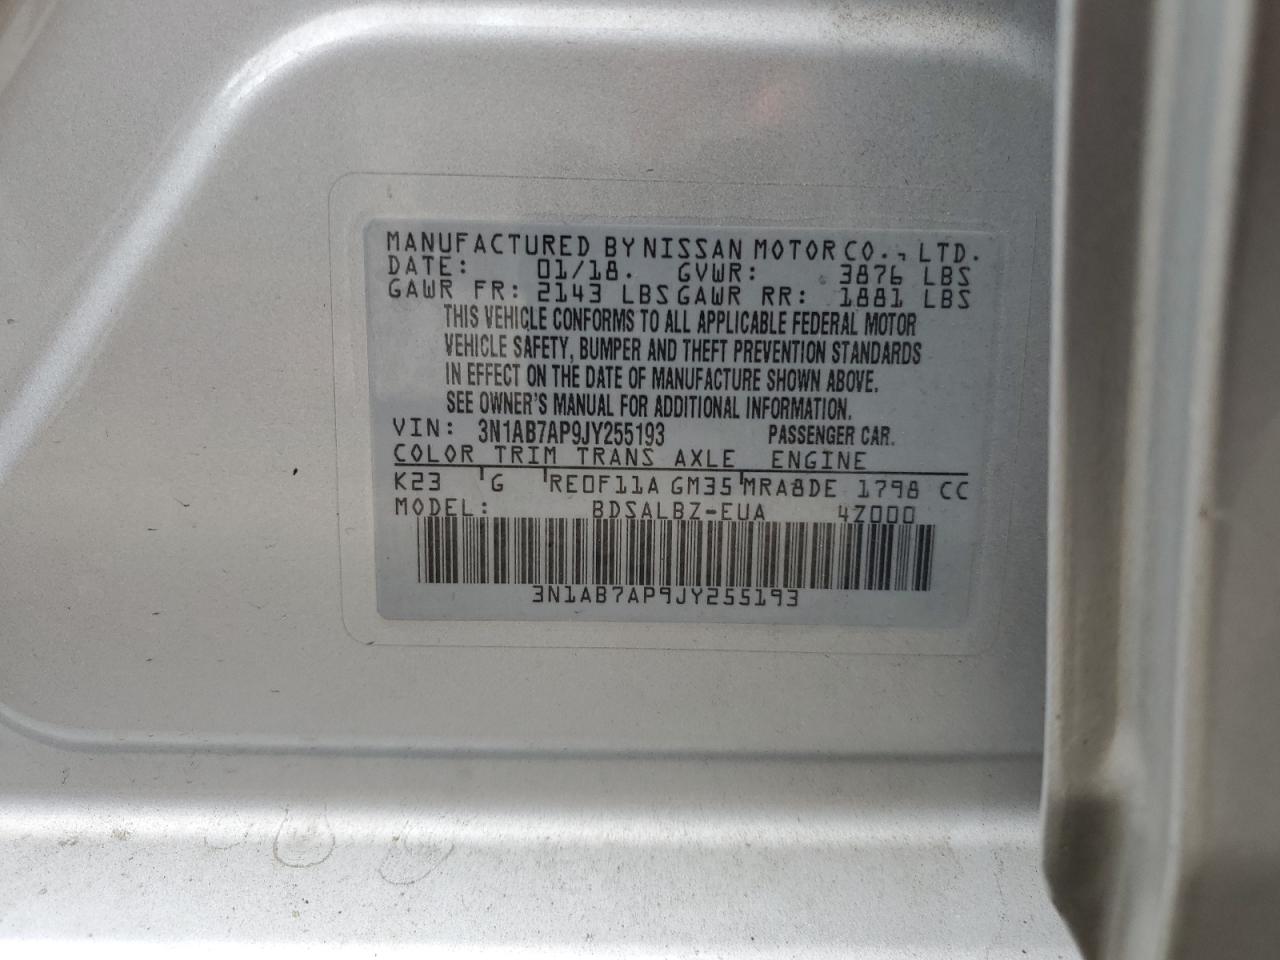 MANUFACTURED BY NISSAN MOTOR CO., LTD.
DATE: 01/18. GVWR: 3876 LBS
GAWR FR: 2143 LBS GAWR RR: 1881 LBS
THIS VEHICLE CONFORMS TO ALL APPLICABLE FEDERAL MOTOR
VEHICLE SAFETY, BUMPER AND THEFT PREVENTION STANDARDS
IN EFFECT ON THE DATE OF MANUFACTURE SHOWN ABOVE.
SEE OWNER'S MANUAL FOR ADDITIONAL INFORMATION.
VIN: 3N1AB7AP9JY255193 PASSENGER CAR.
COLOR TRIM TRANS AXLE ENGINE
K23 G RE0F11A GM35 MRA8DE 1798 CC
MODEL: BDSALBZ-EUA 4Z000
3N1AB7AP9JY255193